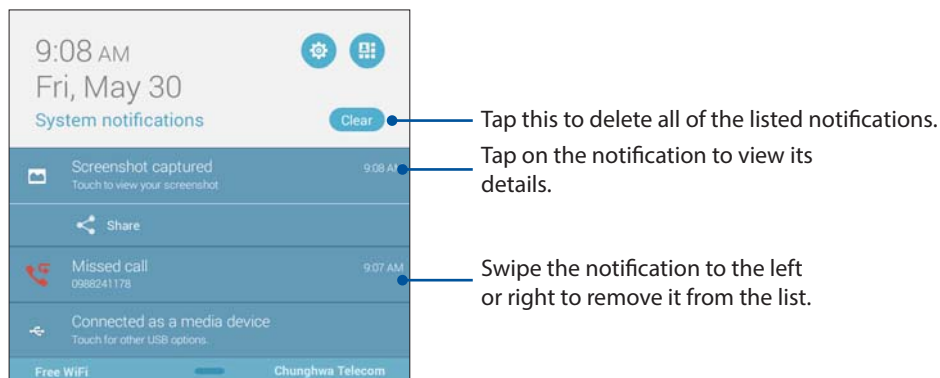 9:08 AM
Fri, May 30
System notifications
Clear
Tap this to delete all of the listed notifications.
Screenshot captured
9:08 AM
Touch to view your screenshot
Tap on the notification to view its
details.
Share
Missed call
9:07 AM
0988241178
Swipe the notification to the left
or right to remove it from the list.
Connected as a media device
Touch for other USB options.
Free WiFi
Chunghwa Telecom